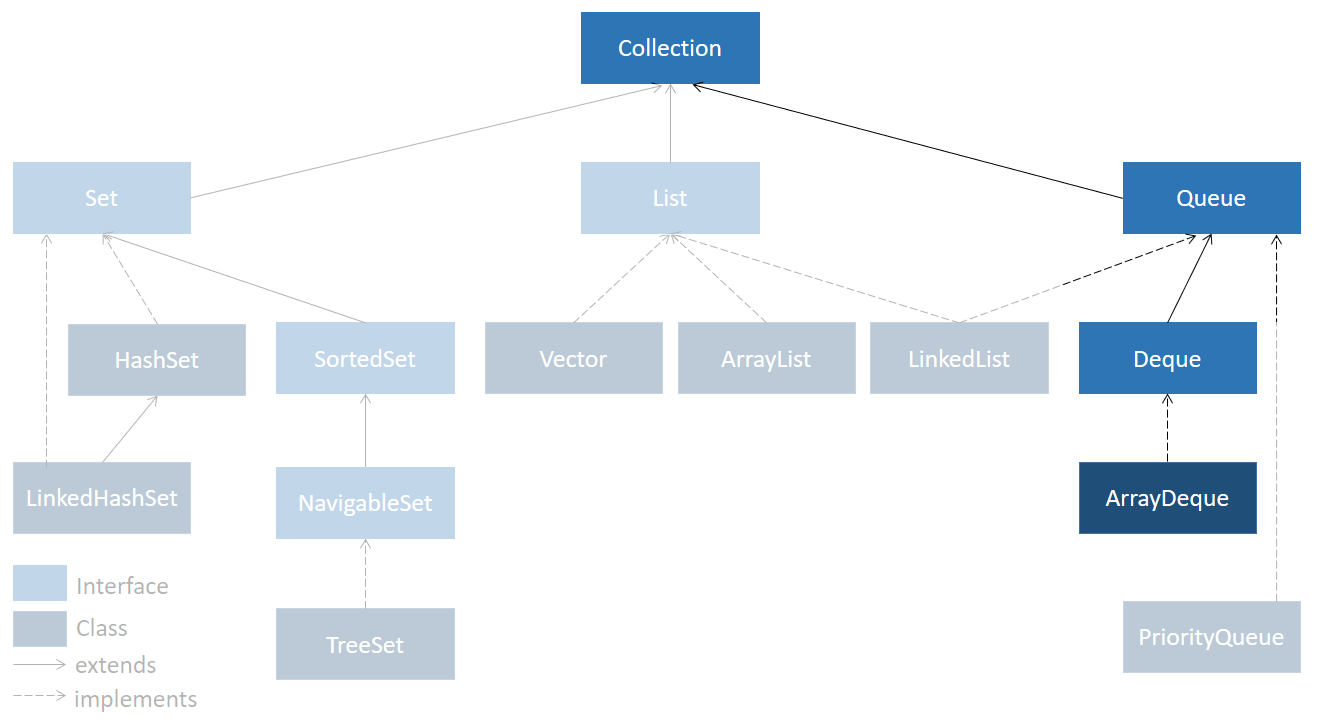 Collection
Set
List
Queue
HashSet
SortedSet
Vector
ArrayList
LinkedList
Deque
LinkedHashSet
NavigableSet
ArrayDeque
Interface
Class
TreeSet
PriorityQueue
extends
implements